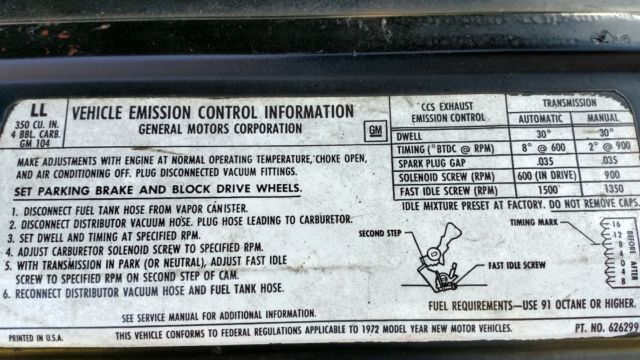 LL
350 CU. IN.
4 BBL. CARB.
GM 104
VEHICLE EMISSION CONTROL INFORMATION
GENERAL MOTORS CORPORATION
GM
CCS EXHAUST EMISSION CONTROL TRANSMISSION
AUTOMATIC MANUAL
DWELL 30° 30°
TIMING (°BTDC @ RPM) 8° @ 600 2° @ 900
SPARK PLUG GAP .035 .035
SOLENOID SCREW (RPM) 600 (IN DRIVE) 900
FAST IDLE SCREW (RPM) 1500 1350
IDLE MIXTURE PRESET AT FACTORY. DO NOT REMOVE CAPS.
MAKE ADJUSTMENTS WITH ENGINE AT NORMAL OPERATING TEMPERATURE, CHOKE OPEN,
AND AIR CONDITIONING OFF. PLUG DISCONNECTED VACUUM FITTINGS.
SET PARKING BRAKE AND BLOCK DRIVE WHEELS.
1. DISCONNECT FUEL TANK HOSE FROM VAPOR CANISTER.
2. DISCONNECT DISTRIBUTOR VACUUM HOSE. PLUG HOSE LEADING TO CARBURETOR.
3. SET DWELL AND TIMING AT SPECIFIED RPM.
4. ADJUST CARBURETOR SOLENOID SCREW TO SPECIFIED RPM.
5. WITH TRANSMISSION IN PARK (OR NEUTRAL), ADJUST FAST IDLE
SCREW TO SPECIFIED RPM ON SECOND STEP OF CAM.
6. RECONNECT DISTRIBUTOR VACUUM HOSE AND FUEL TANK HOSE.
SECOND STEP
FAST IDLE SCREW
TIMING MARK
16
12
8
4
0
4
8
BEFORE
AFTER
FUEL REQUIREMENTS—USE 91 OCTANE OR HIGHER.
SEE SERVICE MANUAL FOR ADDITIONAL INFORMATION.
PRINTED IN U.S.A. THIS VEHICLE CONFORMS TO FEDERAL REGULATIONS APPLICABLE TO 1972 MODEL YEAR NEW MOTOR VEHICLES. PT. NO. 626299